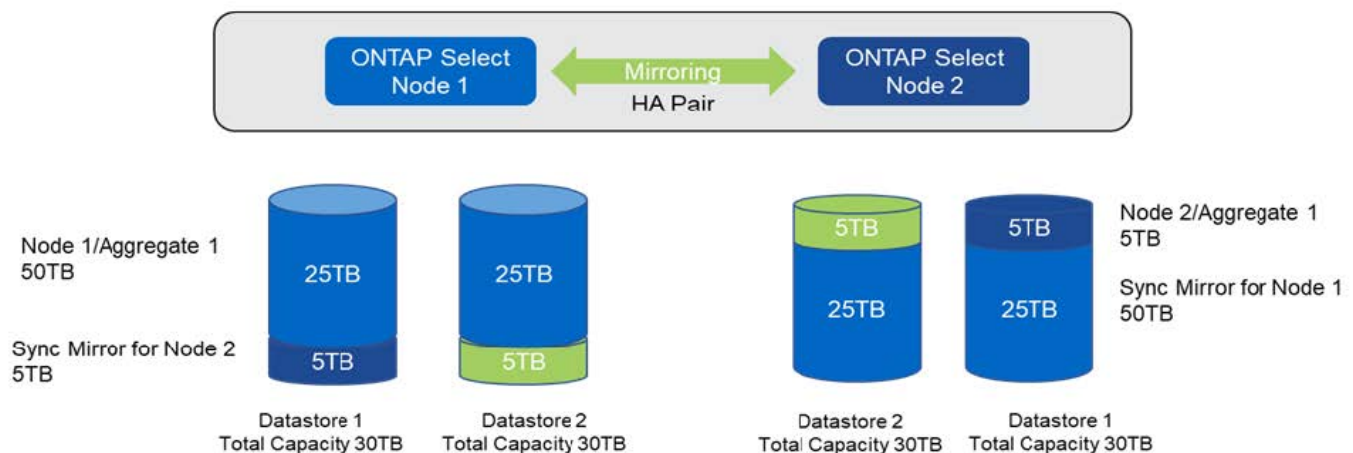 ONTAP Select
Node 1
Mirroring
HA Pair
ONTAP Select
Node 2
Node 1/Aggregate 1
50TB
Sync Mirror for Node 2
5TB
25TB
5TB
25TB
5TB
5TB
25TB
5TB
25TB
Node 2/Aggregate 1
5TB
Sync Mirror for Node 1
50TB
Datastore 1
Total Capacity 30TB
Datastore 2
Total Capacity 30TB
Datastore 2
Total Capacity 30TB
Datastore 1
Total Capacity 30TB